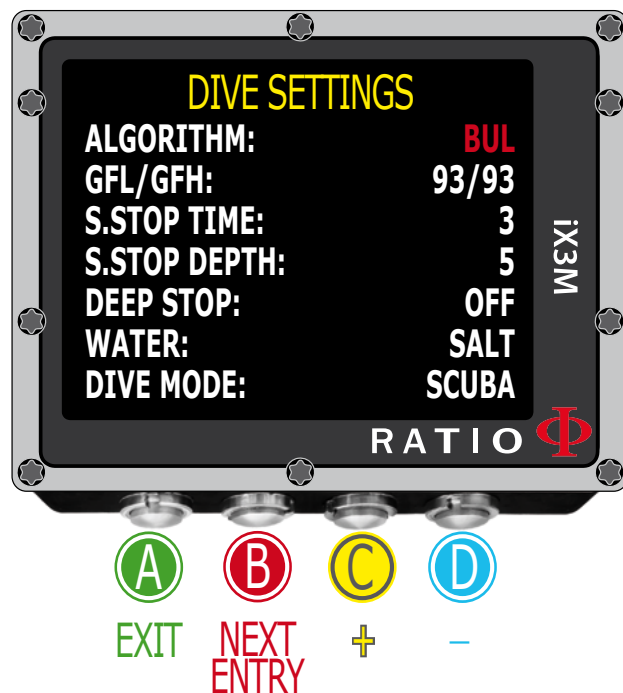 DIVE SETTINGS
ALGORITHM: BUL
GFL/GFH: 93/93
S.STOP TIME: 3
S.STOP DEPTH: 5
DEEP STOP: OFF
WATER: SALT
DIVE MODE: SCUBA
iX3M
RATIO Φ
A B C D
EXIT NEXT ENTRY + −